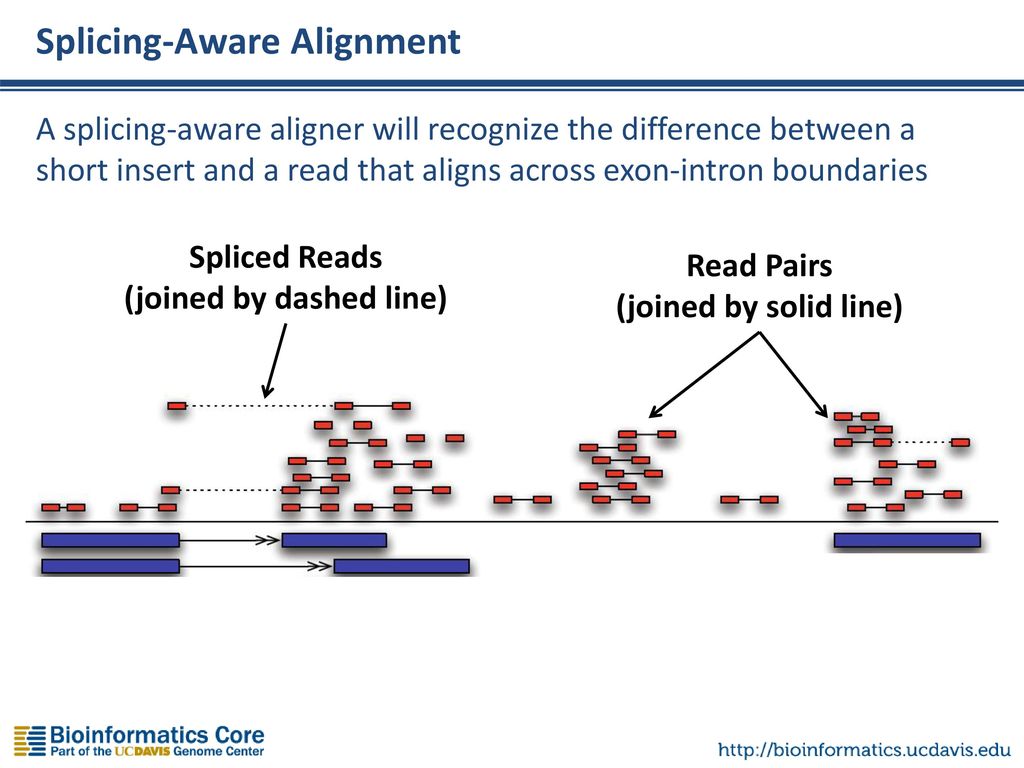 Splicing-Aware Alignment
A splicing-aware aligner will recognize the difference between a
short insert and a read that aligns across exon-intron boundaries
Spliced Reads
(joined by dashed line)
Read Pairs
(joined by solid line)
Bioinformatics Core
Part of the UCDAVIS Genome Center
http://bioinformatics.ucdavis.edu